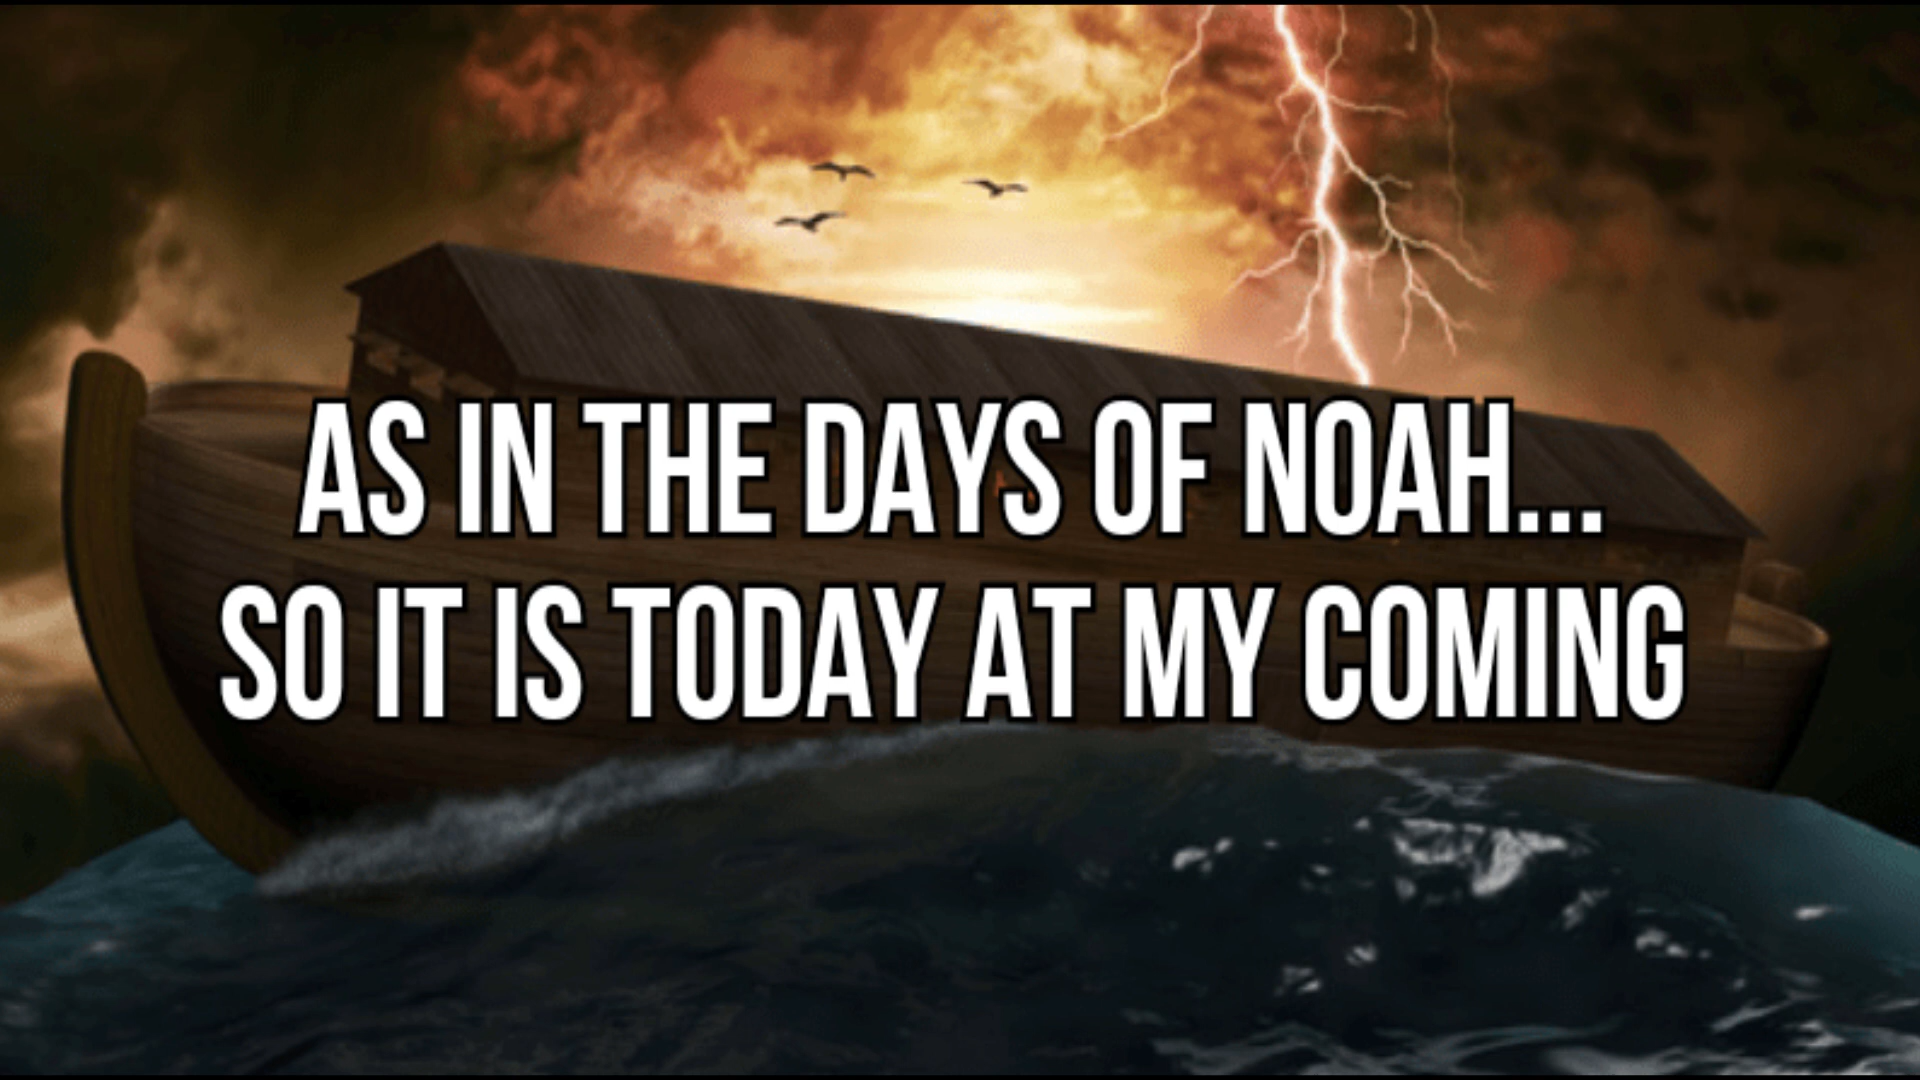 AS IN THE DAYS OF NOAH...
SO IT IS TODAY AT MY COMING